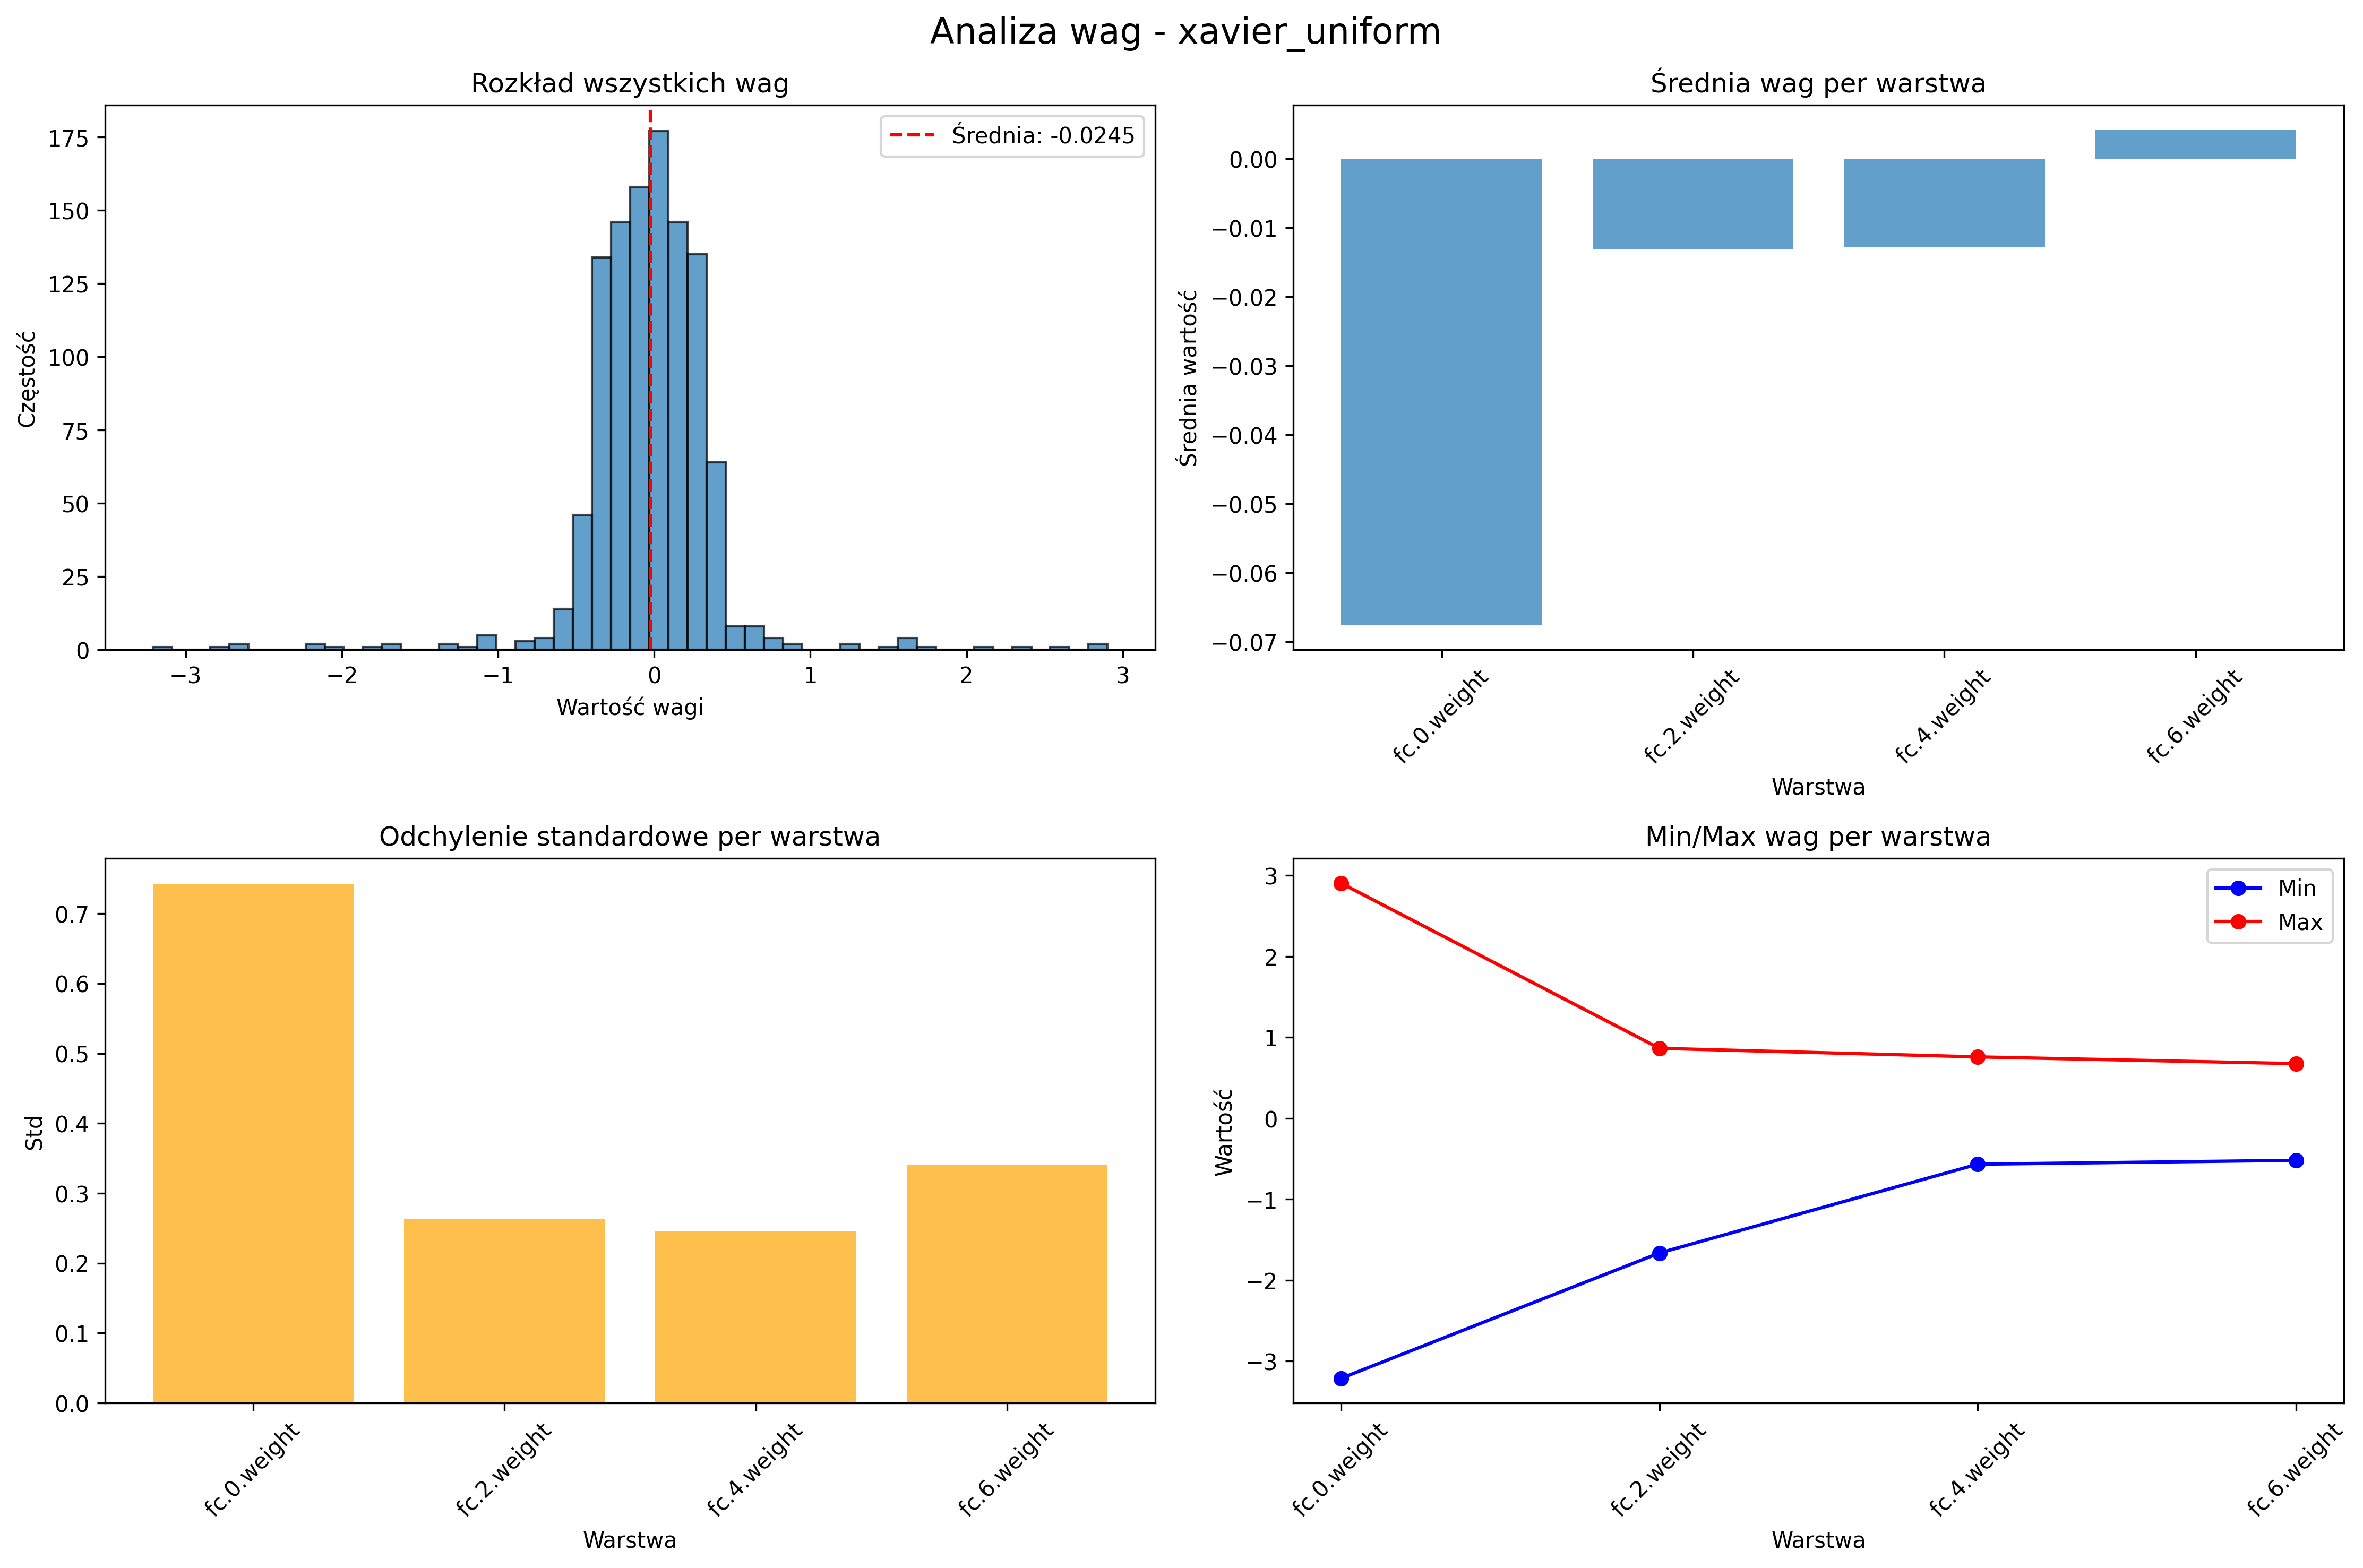 Analiza wag - xavier_uniform
Rozkład wszystkich wag
Częstość
175
150
125
100
75
50
25
0
Średnia: -0.0245
−3
−2
−1
0
1
2
3
Wartość wagi
Średnia wag per warstwa
Średnia wartość
0.00
−0.01
−0.02
−0.03
−0.04
−0.05
−0.06
−0.07
fc.0.weight
fc.2.weight
fc.4.weight
fc.6.weight
Warstwa
Odchylenie standardowe per warstwa
Std
0.7
0.6
0.5
0.4
0.3
0.2
0.1
0.0
fc.0.weight
fc.2.weight
fc.4.weight
fc.6.weight
Warstwa
Min/Max wag per warstwa
Wartość
3
2
1
0
−1
−2
−3
Min
Max
fc.0.weight
fc.2.weight
fc.4.weight
fc.6.weight
Warstwa